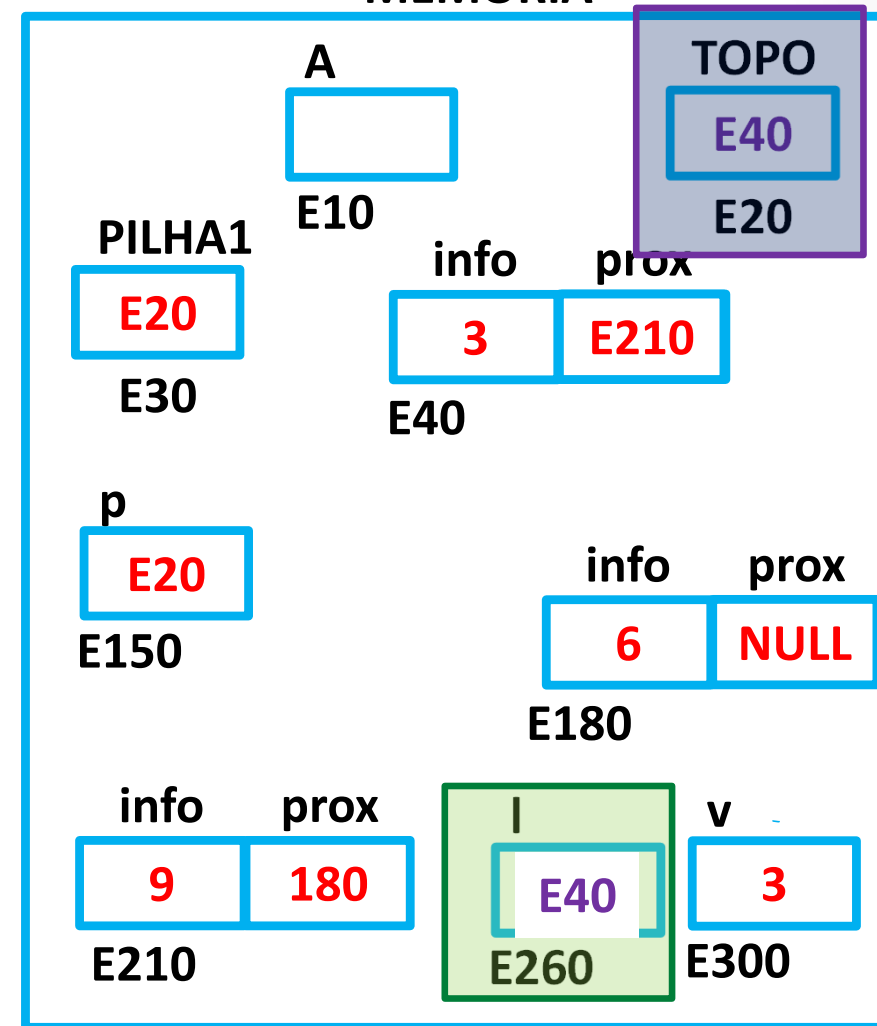 MEMÓRIA
A
TOPO
E40
E10
E20
PILHA1
info prox
E20
3 E210
E30
E40
p
E20
info prox
E150
6 NULL
E180
info prox
l
v
9 180
E40
3
E210
E260
E300